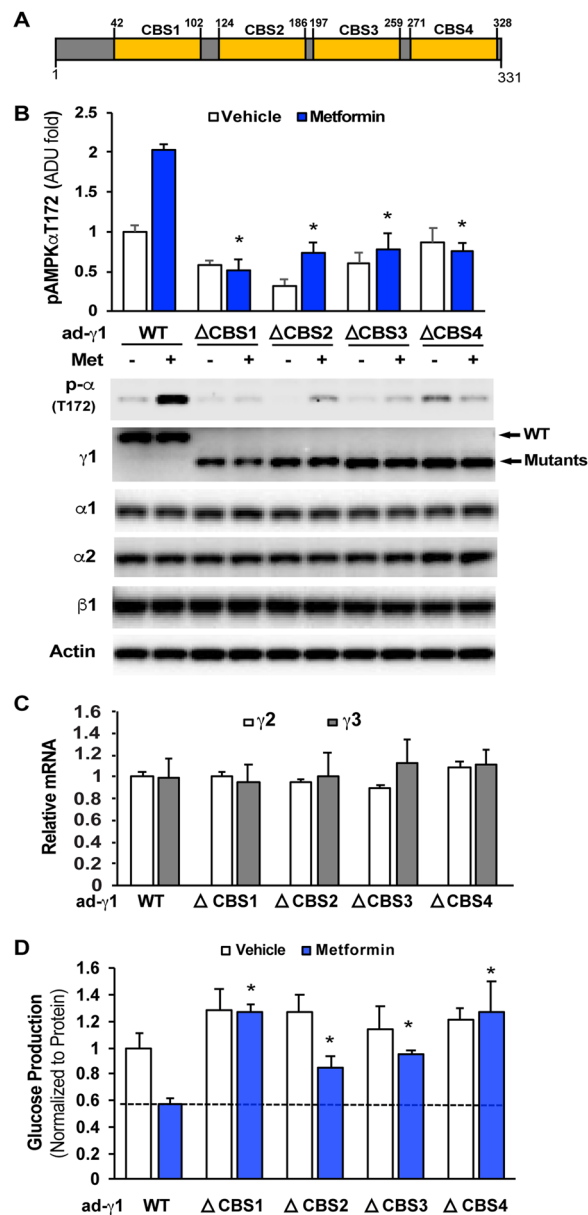 A
42 102 124 186 197 259 271 328
CBS1 CBS2 CBS3 CBS4
1 331
B
Vehicle Metformin
pAMPKαT172 (ADU fold)
2.5
2
1.5
1
0.5
0
* * * *
ad-γ1 WT ΔCBS1 ΔCBS2 ΔCBS3 ΔCBS4
Met - + - + - + - + - +
p-α
(T172)
WT
γ1
Mutants
α1
α2
β1
Actin
C
γ2 γ3
Relative mRNA
1.6
1.4
1.2
1
0.8
0.6
0.4
0.2
0
ad-γ1 WT Δ CBS1 Δ CBS2 Δ CBS3 Δ CBS4
D
Vehicle Metformin
Glucose Production
(Normalized to Protein)
1.6
1.4
1.2
1
0.8
0.6
0.4
0.2
0
* * * *
ad-γ1 WT Δ CBS1 Δ CBS2 Δ CBS3 Δ CBS4